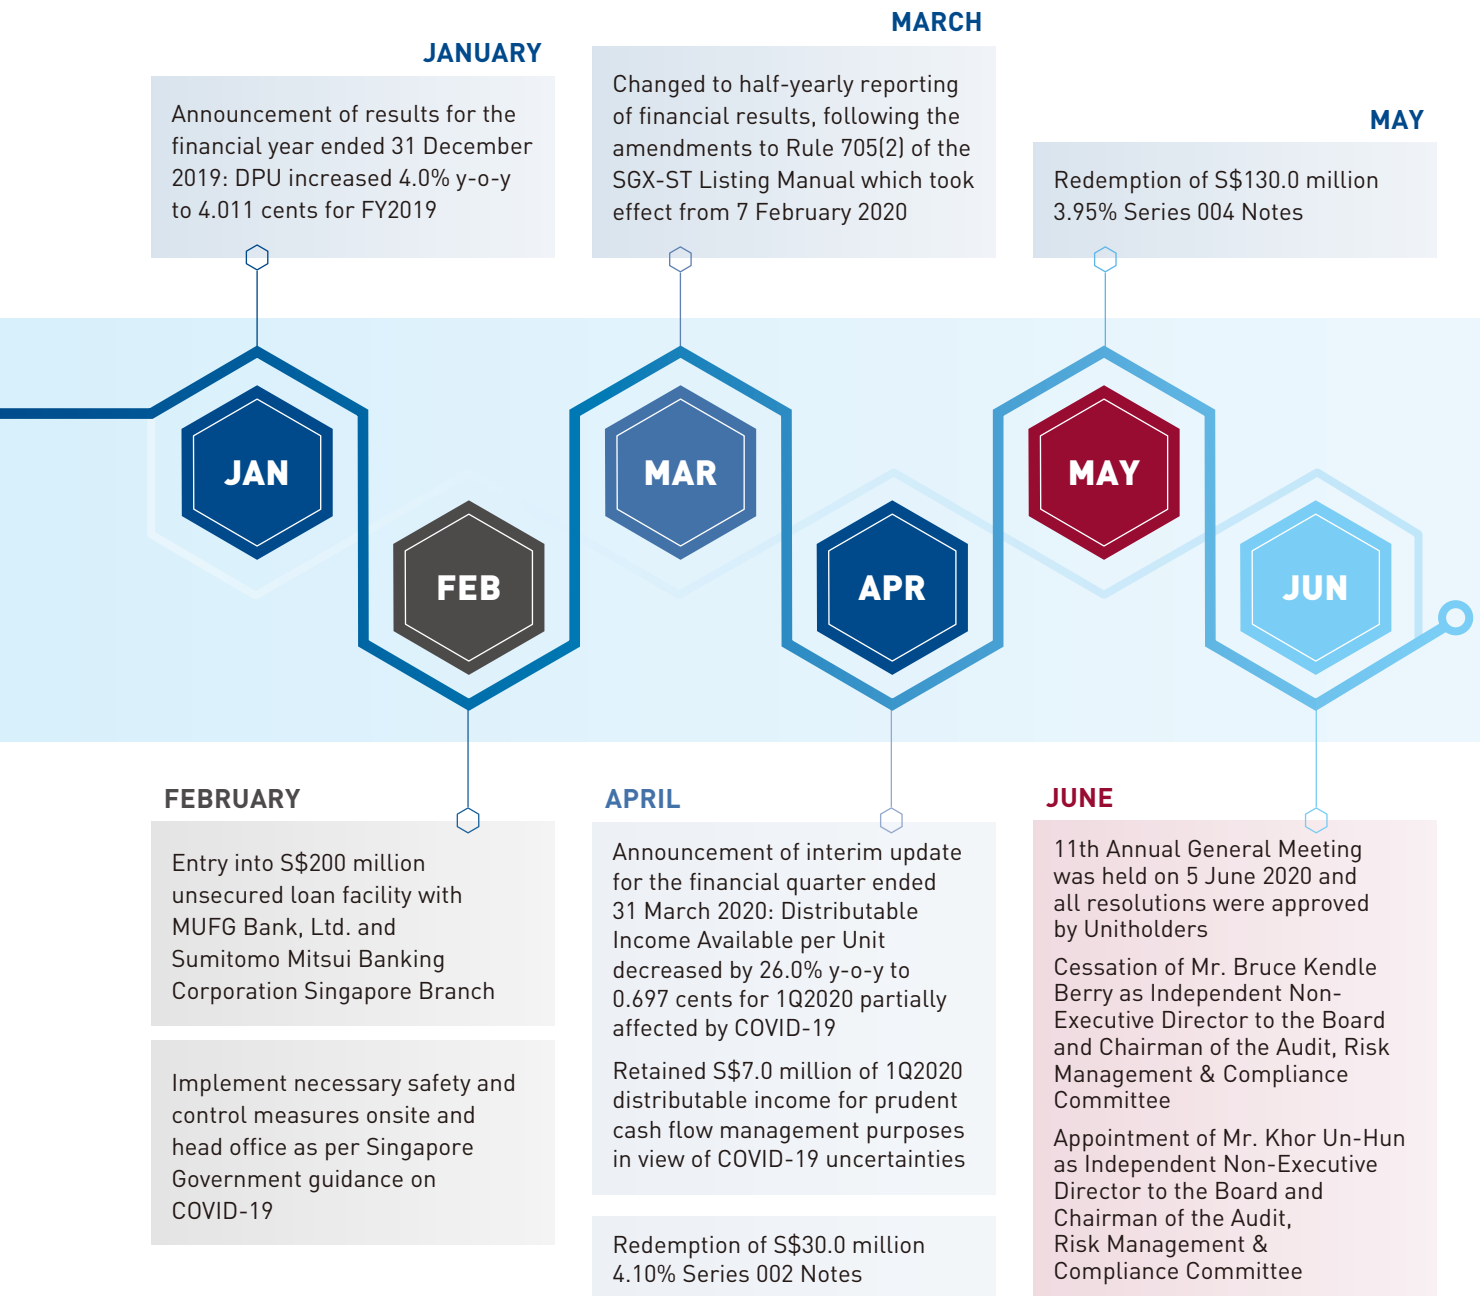 JANUARY
Announcement of results for the
financial year ended 31 December
2019: DPU increased 4.0% y-o-y
to 4.011 cents for FY2019
MARCH
Changed to half-yearly reporting
of financial results, following the
amendments to Rule 705(2) of the
SGX-ST Listing Manual which took
effect from 7 February 2020
MAY
Redemption of S$130.0 million
3.95% Series 004 Notes
JAN
FEB
MAR
APR
MAY
JUN
FEBRUARY
Entry into S$200 million
unsecured loan facility with
MUFG Bank, Ltd. and
Sumitomo Mitsui Banking
Corporation Singapore Branch
Implement necessary safety and
control measures onsite and
head office as per Singapore
Government guidance on
COVID-19
APRIL
Announcement of interim update
for the financial quarter ended
31 March 2020: Distributable
Income Available per Unit
decreased by 26.0% y-o-y to
0.697 cents for 1Q2020 partially
affected by COVID-19
Retained S$7.0 million of 1Q2020
distributable income for prudent
cash flow management purposes
in view of COVID-19 uncertainties
Redemption of S$30.0 million
4.10% Series 002 Notes
JUNE
11th Annual General Meeting
was held on 5 June 2020 and
all resolutions were approved
by Unitholders
Cessation of Mr. Bruce Kendle
Berry as Independent Non-
Executive Director to the Board
and Chairman of the Audit, Risk
Management & Compliance
Committee
Appointment of Mr. Khor Un-Hun
as Independent Non-Executive
Director to the Board and
Chairman of the Audit,
Risk Management &
Compliance Committee